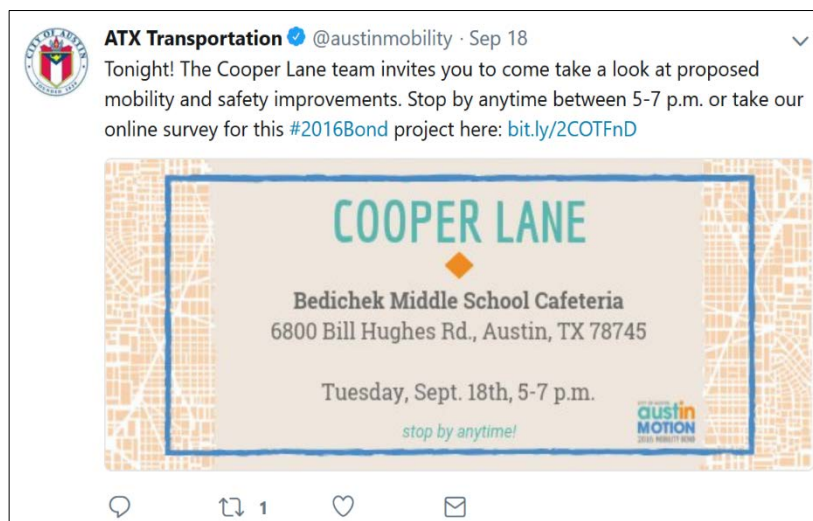 ATX Transportation @austinmobility · Sep 18
Tonight! The Cooper Lane team invites you to come take a look at proposed
mobility and safety improvements. Stop by anytime between 5-7 p.m. or take our
online survey for this #2016Bond project here: bit.ly/2COTFnD
COOPER LANE
Bedichek Middle School Cafeteria
6800 Bill Hughes Rd., Austin, TX 78745
Tuesday, Sept. 18th, 5-7 p.m.
stop by anytime!
austin
MOTION
2016 MOBILITY BOND
1
CITY OF AUSTIN